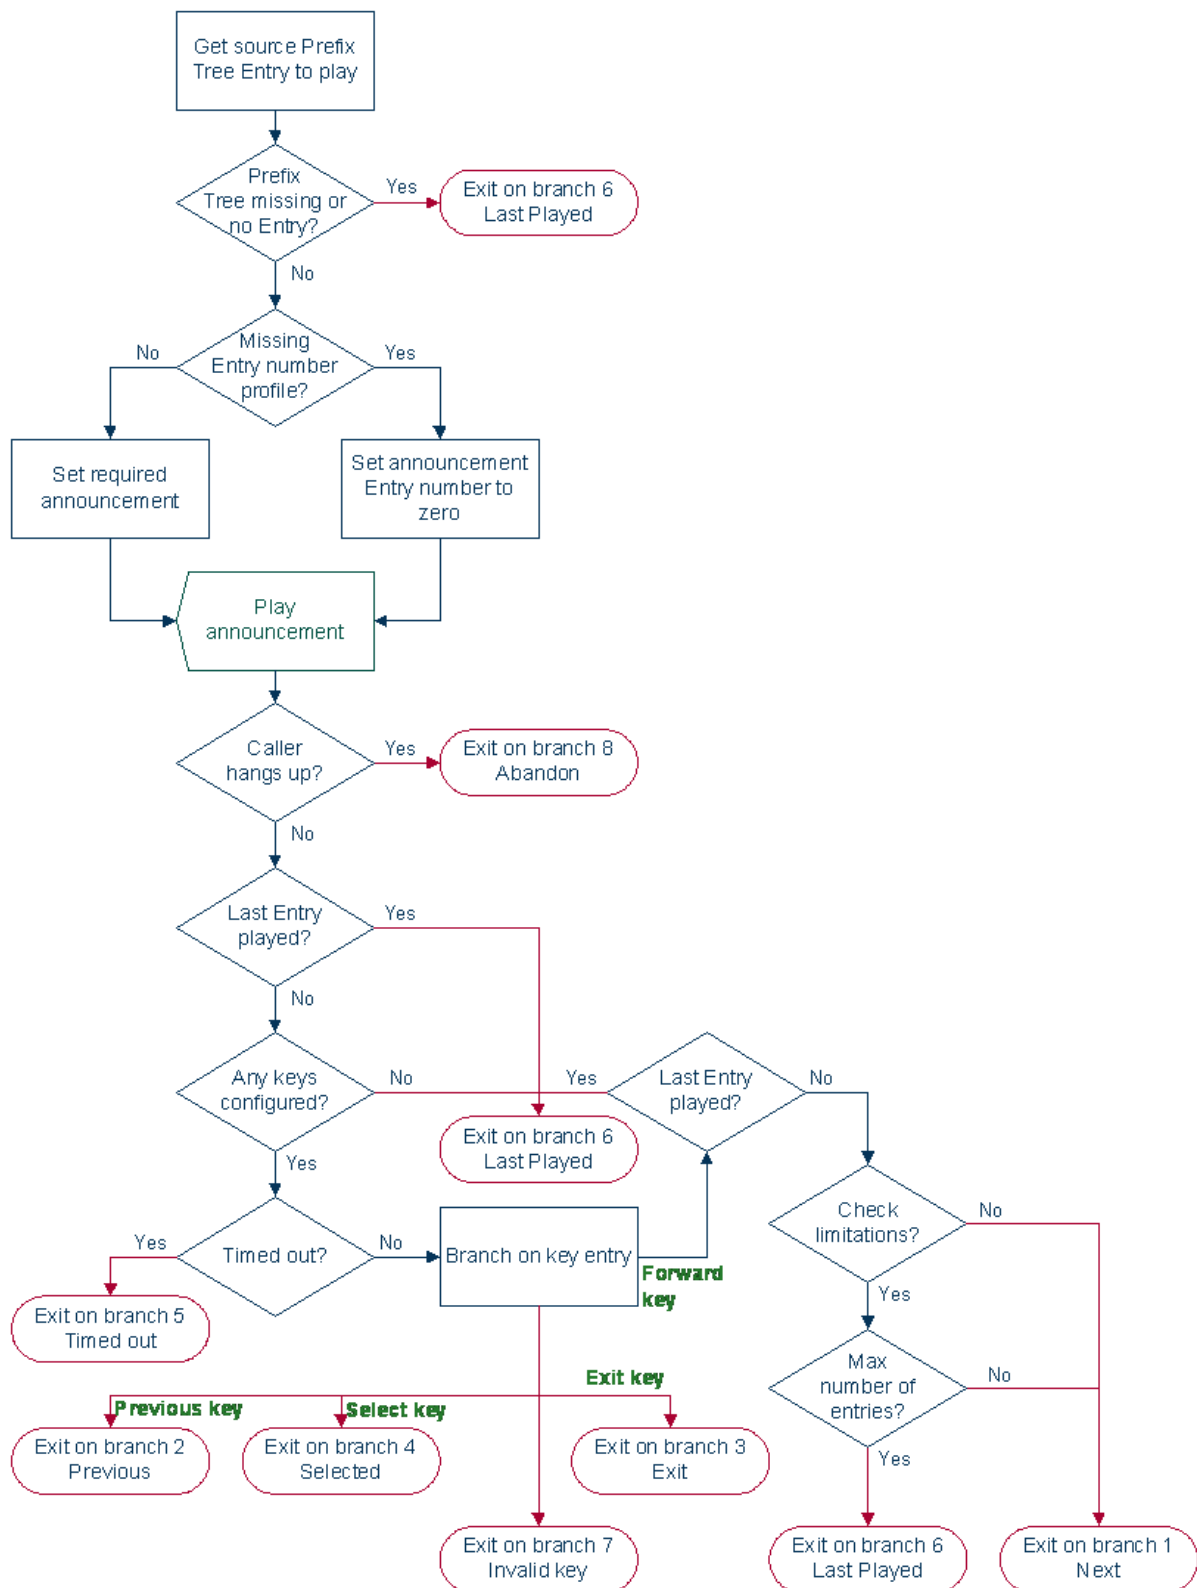 Get source Prefix
Tree Entry to play
Prefix
Tree missing or
no Entry?
Yes
Exit on branch 6
Last Played
No
Missing
Entry number
profile?
No
Yes
Set required
announcement
Set announcement
Entry number to
zero
Play
announcement
Caller
hangs up?
Yes
Exit on branch 8
Abandon
No
Last Entry
played?
Yes
No
Any keys
configured?
No
Yes
Last Entry
played?
No
Exit on branch 6
Last Played
Yes
Check
limitations?
No
Timed out?
Yes
No
Branch on key entry
Forward
key
Yes
Exit on branch 5
Timed out
Max
number of
entries?
No
Exit key
Previous key
Select key
Exit on branch 2
Previous
Exit on branch 4
Selected
Exit on branch 3
Exit
Yes
Exit on branch 7
Invalid key
Exit on branch 6
Last Played
Exit on branch 1
Next